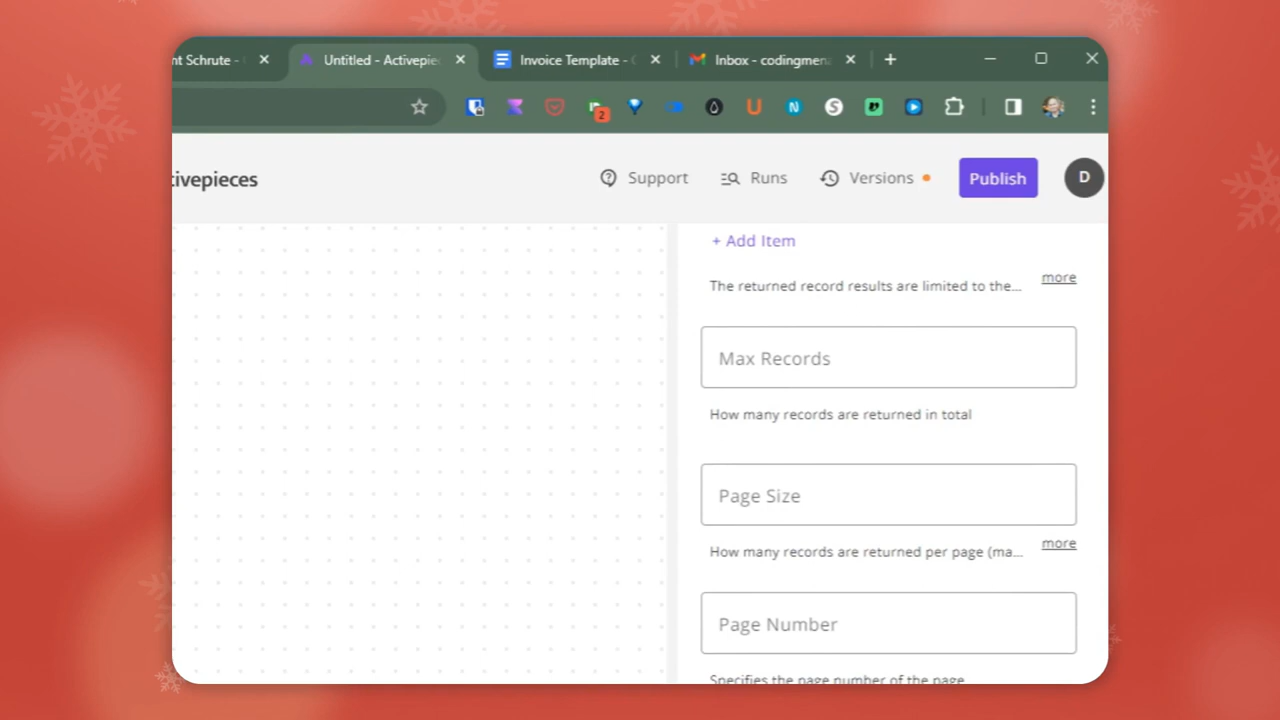 nt Schrute -
Untitled - Activepie
Invoice Template -
Inbox - codingmen
2
U
N
S
tivepieces
Support
Runs
Versions
Publish
D
+ Add Item
The returned record results are limited to the...
more
Max Records
How many records are returned in total
Page Size
How many records are returned per page (ma...
more
Page Number
Specifies the page number of the page